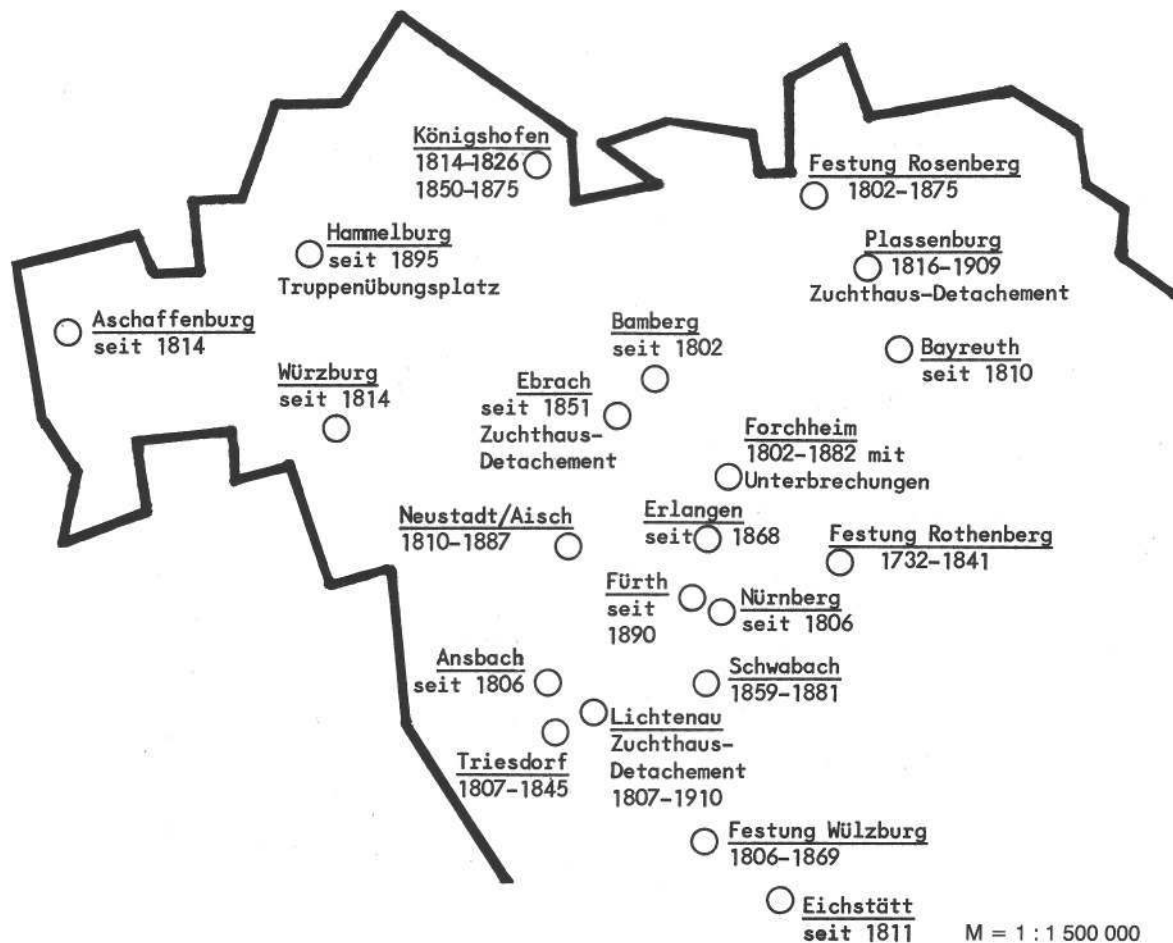 Königshofen
1814-1826
1850-1875
Festung Rosenberg
1802-1875
Hammelburg
seit 1895
Truppenübungsplatz
Plassenburg
1816-1909
Zuchthaus-Detachement
Aschaffenburg
seit 1814
Bamberg
seit 1802
Bayreuth
seit 1810
Würzburg
seit 1814
Ebrach
seit 1851
Zuchthaus-
Detachement
Forchheim
1802-1882 mit
Unterbrechungen
Neustadt/Aisch
1810-1887
Erlangen
seit 1868
Festung Rothenberg
1732-1841
Fürth
seit
1890
Nürnberg
seit 1806
Ansbach
seit 1806
Schwabach
1859-1881
Lichtenau
Zuchthaus-
Detachement
1807-1910
Triesdorf
1807-1845
Festung Wülzburg
1806-1869
Eichstätt
seit 1811
M = 1 : 1 500 000